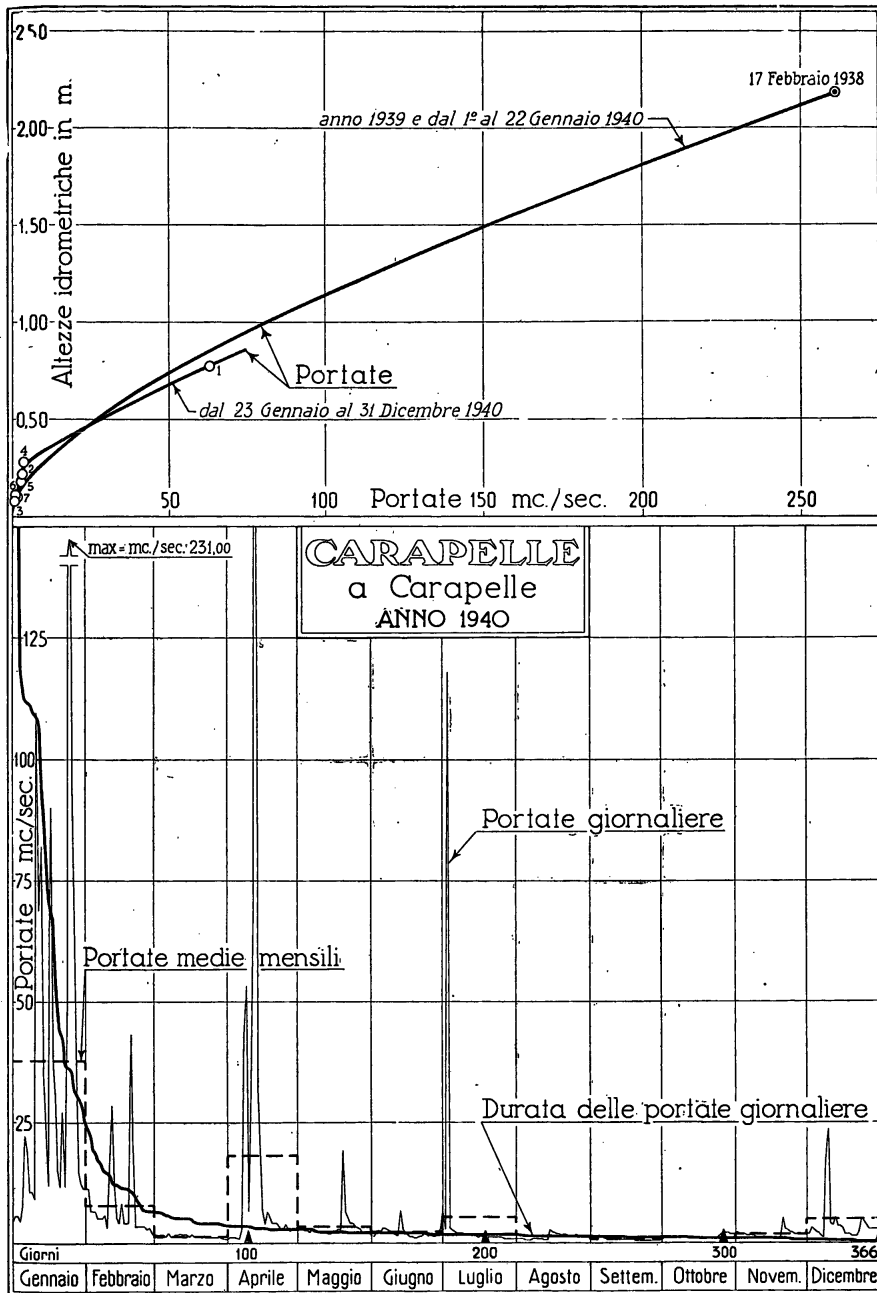 2.50
17 Febbraio 1938
anno 1939 e dal 1º al 22 Gennaio 1940
2.00
1.50
1.00
0.50
Altezze idrometriche in m.
1
Portate
dal 23 Gennaio al 31 Dicembre 1940
4
2
6
5
7
3
50
100
150
200
250
Portate mc./sec.
max = mc./sec. 231,00
CARAPELLE
a Carapelle
ANNO 1940
125
100
75
50
25
Portate mc/sec.
Portate giornaliere
Portate medie mensili
Durata delle portate giornaliere
Giorni
100
200
300
366
Gennaio Febbraio Marzo Aprile Maggio Giugno Luglio Agosto Settem. Ottobre Novem. Dicembre